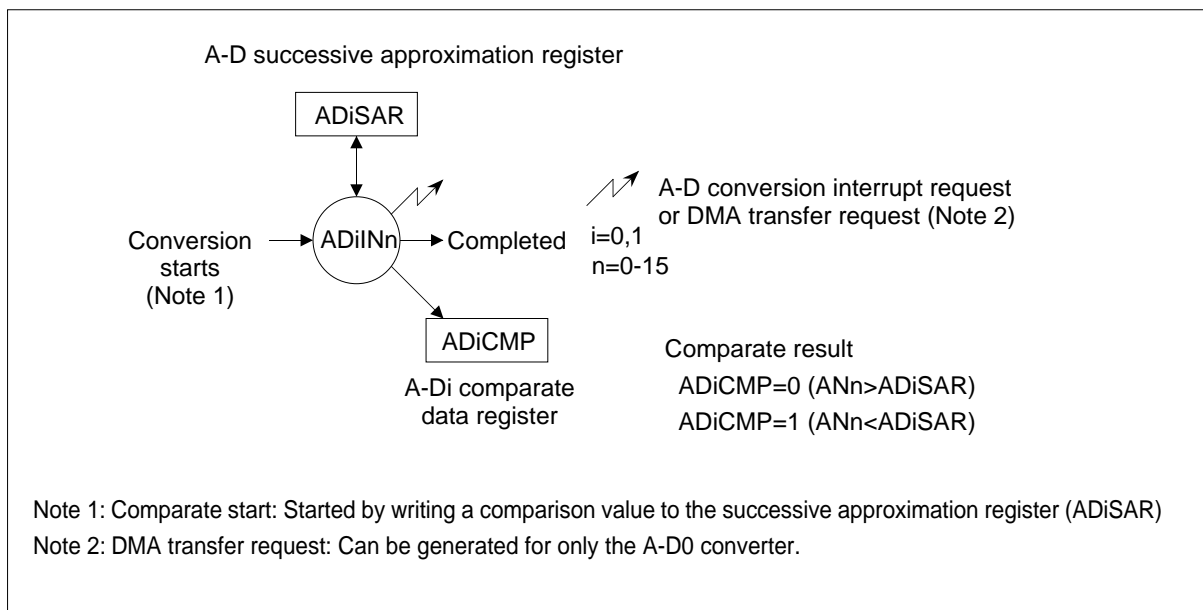 A-D successive approximation register
ADiSAR
A-D conversion interrupt request
or DMA transfer request (Note 2)
Conversion
starts
(Note 1)
ADiINn
Completed
i=0,1
n=0-15
ADiCMP
A-Di comparate
data register
Comparate result
ADiCMP=0 (ANn>ADiSAR)
ADiCMP=1 (ANn<ADiSAR)
Note 1: Comparate start: Started by writing a comparison value to the successive approximation register (ADiSAR)
Note 2: DMA transfer request: Can be generated for only the A-D0 converter.